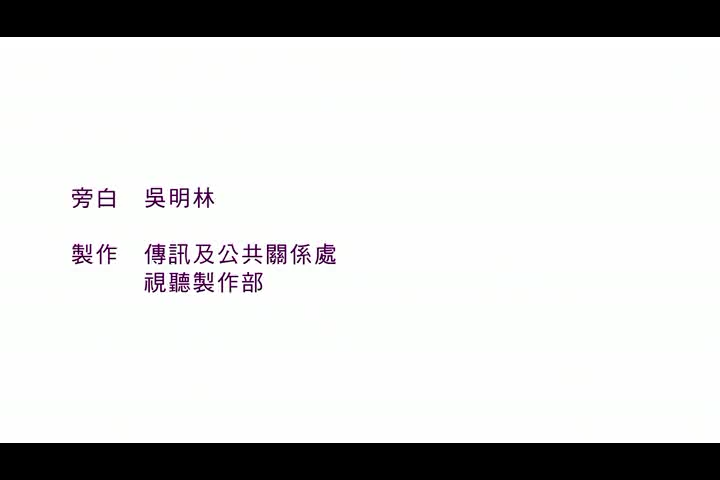 旁白 吳明林
製作 傳訊及公共關係處
視聽製作部